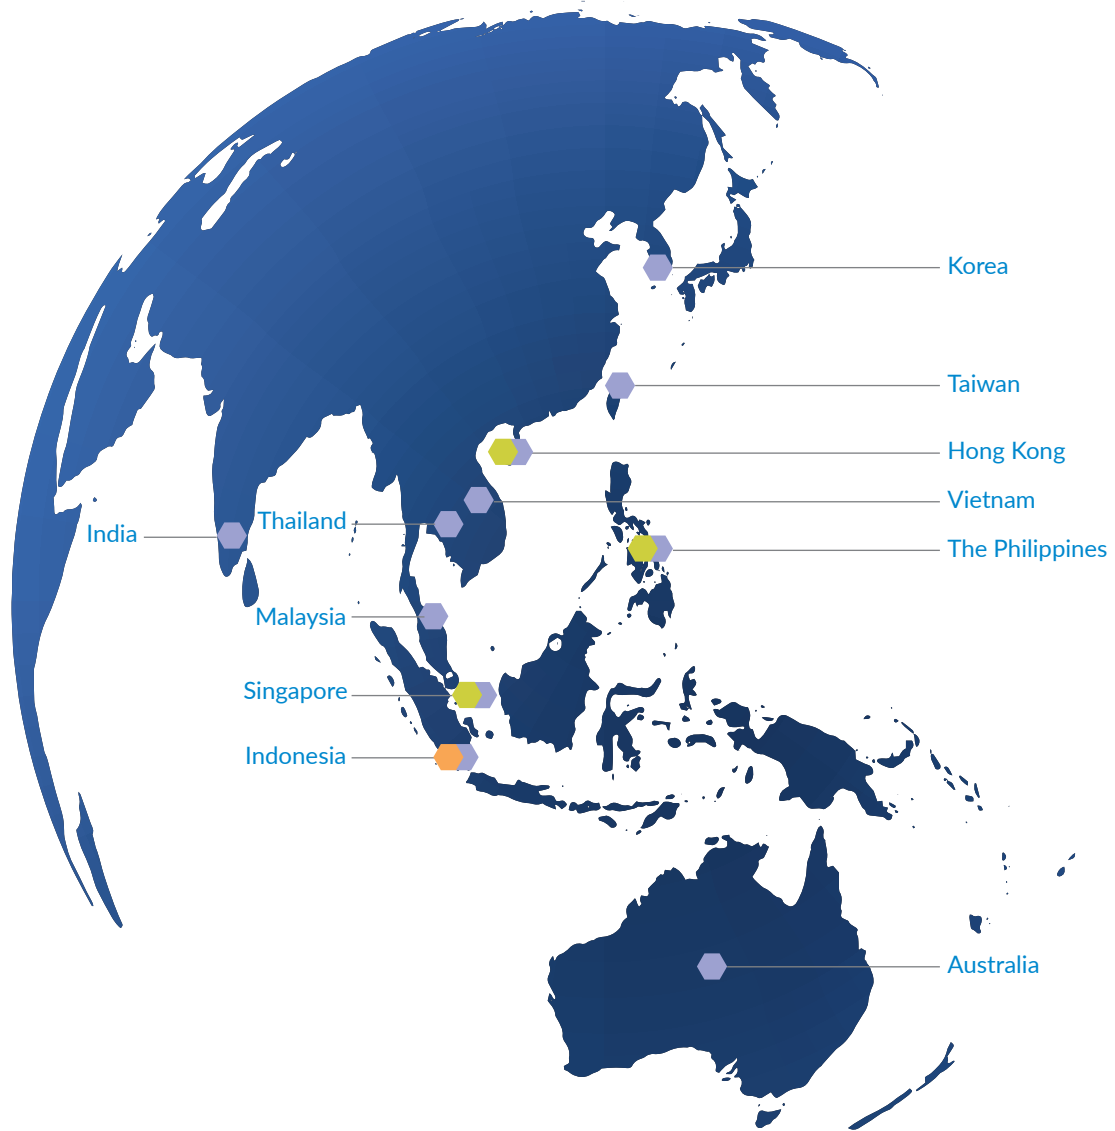 Korea
Taiwan
Hong Kong
Vietnam
Thailand
India
The Philippines
Malaysia
Singapore
Indonesia
Australia